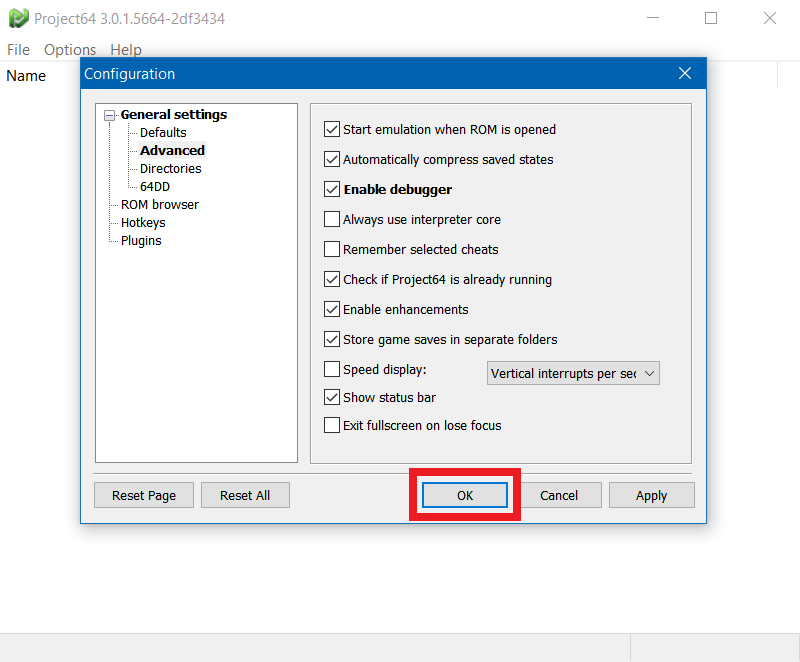 Project64 3.0.1.5664-2df3434
File Options Help
Name
Configuration
General settings
Defaults
Advanced
Directories
64DD
ROM browser
Hotkeys
Plugins
Start emulation when ROM is opened
Automatically compress saved states
Enable debugger
Always use interpreter core
Remember selected cheats
Check if Project64 is already running
Enable enhancements
Store game saves in separate folders
Speed display: Vertical interrupts per sec
Show status bar
Exit fullscreen on lose focus
Reset Page Reset All OK Cancel Apply